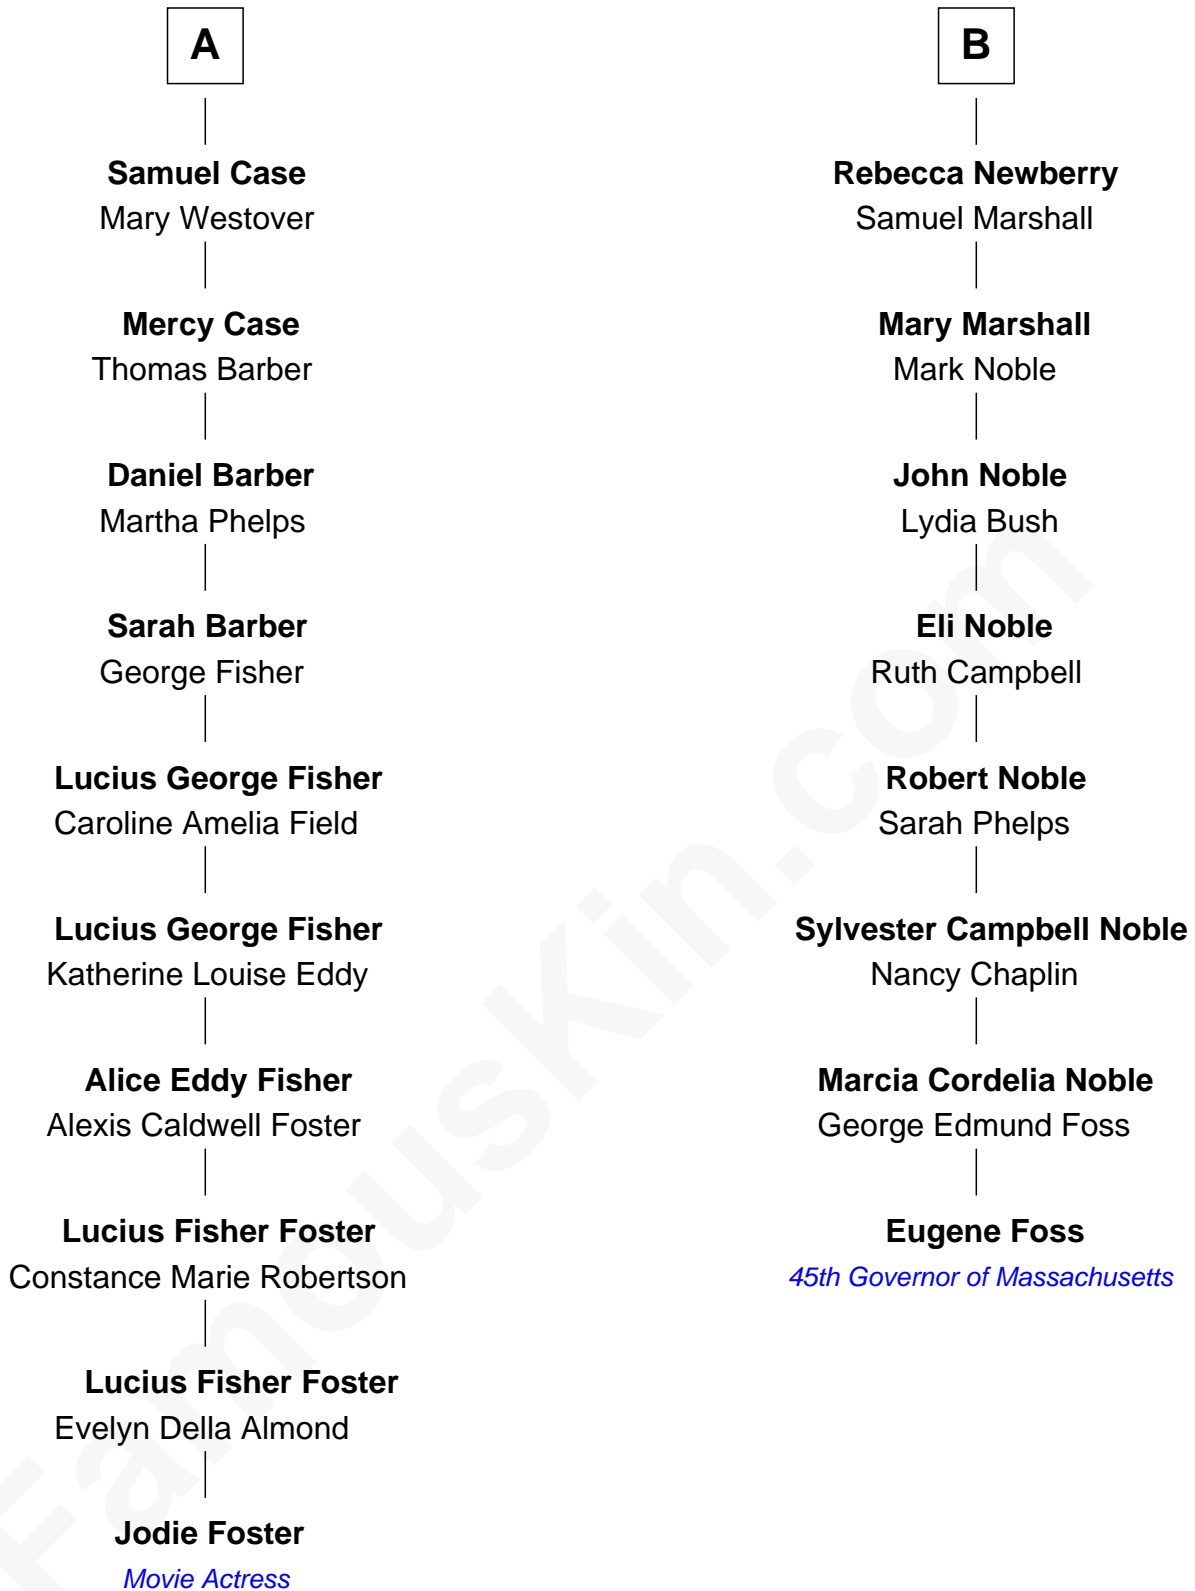 A
Samuel Case
Mary Westover
Mercy Case
Thomas Barber
Daniel Barber
Martha Phelps
Sarah Barber
George Fisher
Lucius George Fisher
Caroline Amelia Field
Lucius George Fisher
Katherine Louise Eddy
Alice Eddy Fisher
Alexis Caldwell Foster
Lucius Fisher Foster
Constance Marie Robertson
Lucius Fisher Foster
Evelyn Della Almond
Jodie Foster
Movie Actress
B
Rebecca Newberry
Samuel Marshall
Mary Marshall
Mark Noble
John Noble
Lydia Bush
Eli Noble
Ruth Campbell
Robert Noble
Sarah Phelps
Sylvester Campbell Noble
Nancy Chaplin
Marcia Cordelia Noble
George Edmund Foss
Eugene Foss
45th Governor of Massachusetts
FamousKin.com